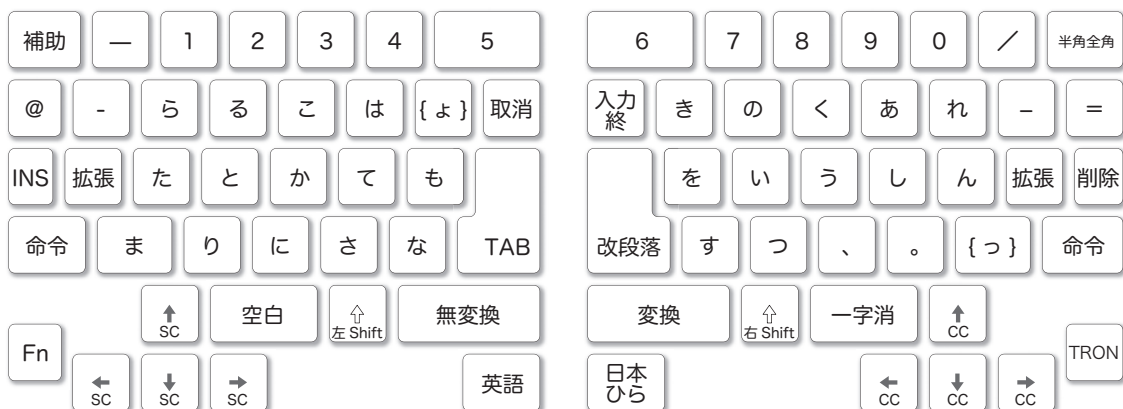 補助 — 1 2 3 4 5 6 7 8 9 0 ／ 半角全角
@ - ら る こ は {ょ} 取消 入力終 き の く あ れ − =
INS 拡張 た と か て も を い う し ん 拡張 削除
命令 ま り に さ な TAB 改段落 す つ 、 。 {っ} 命令
↑ SC 空白 ⇧ 左 Shift 無変換 変換 ⇧ 右 Shift 一字消 ↑ CC
Fn ← SC ↓ SC → SC 英語 日本ひら ← CC ↓ CC → CC TRON